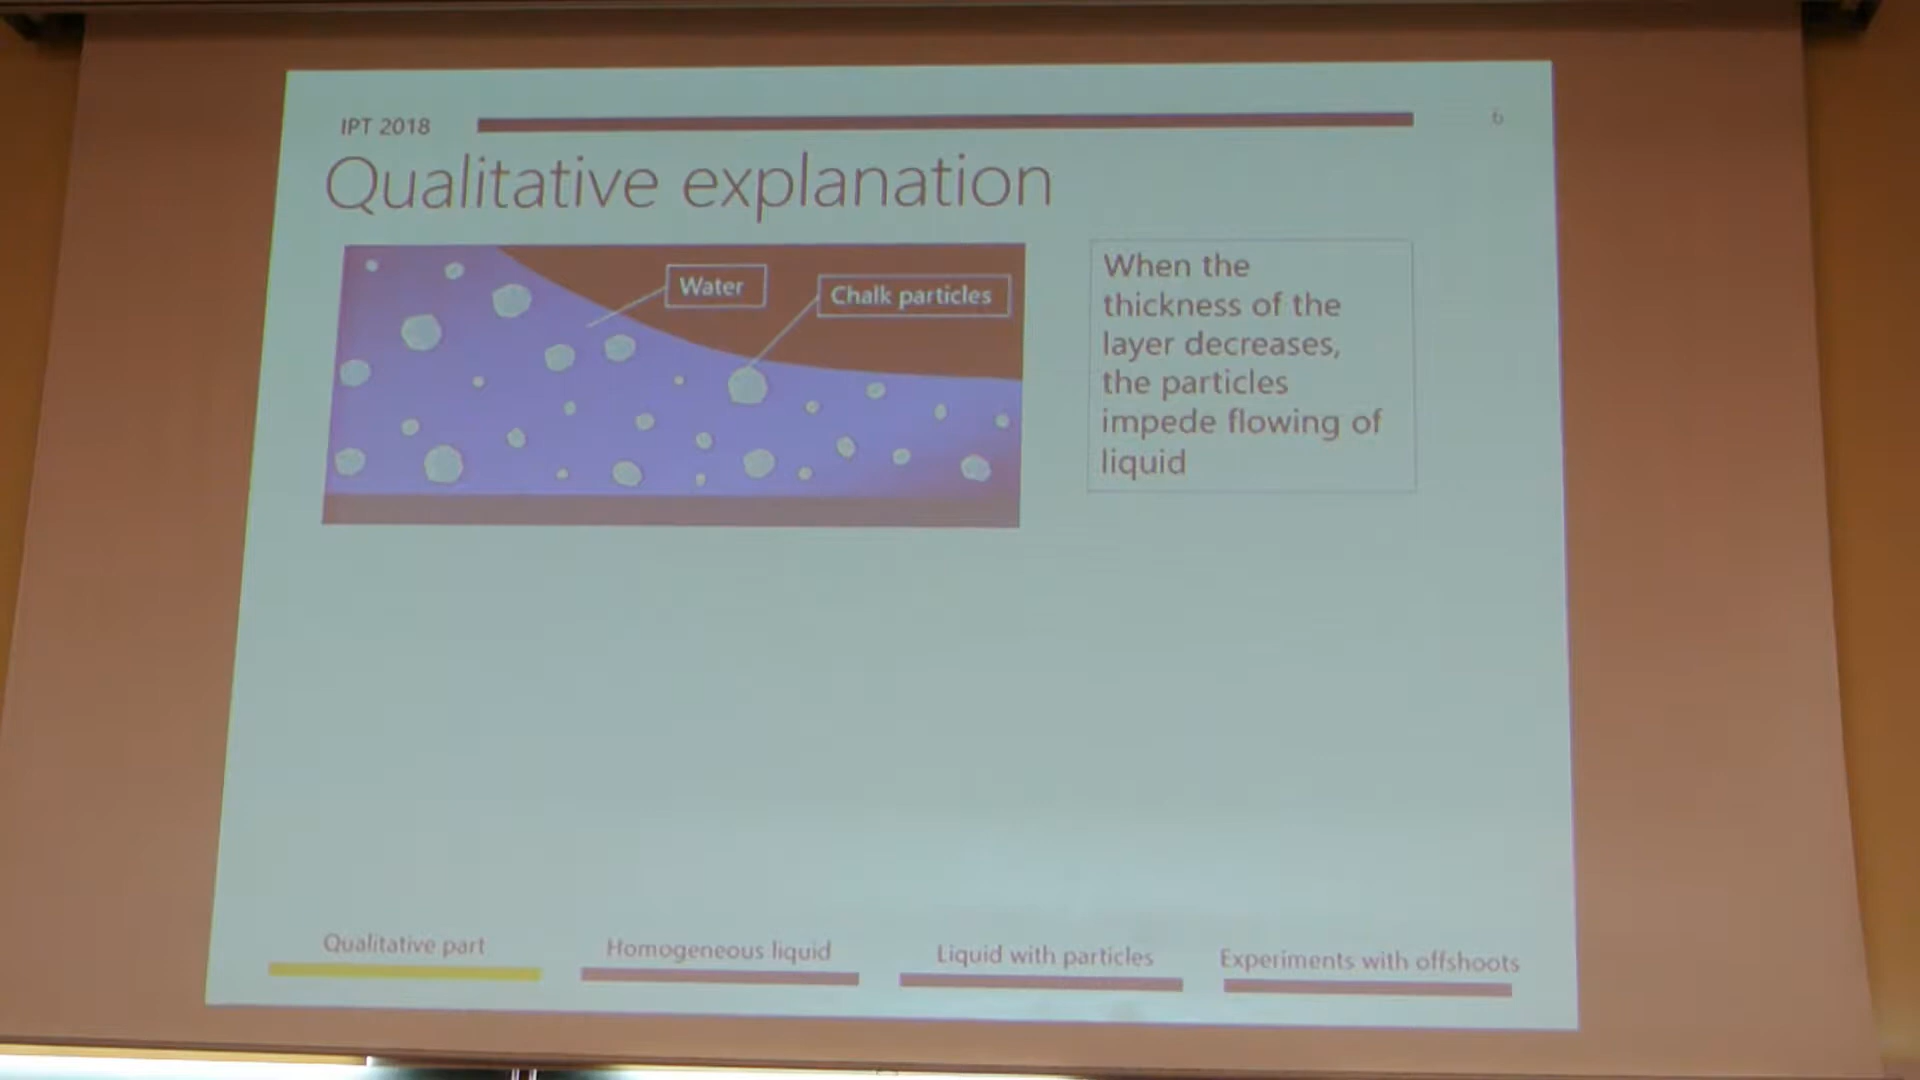 IPT 2018
6
Qualitative explanation
Water
Chalk particles
When the
thickness of the
layer decreases,
the particles
impede flowing of
liquid
Qualitative part
Homogeneous liquid
Liquid with particles
Experiments with offshoots